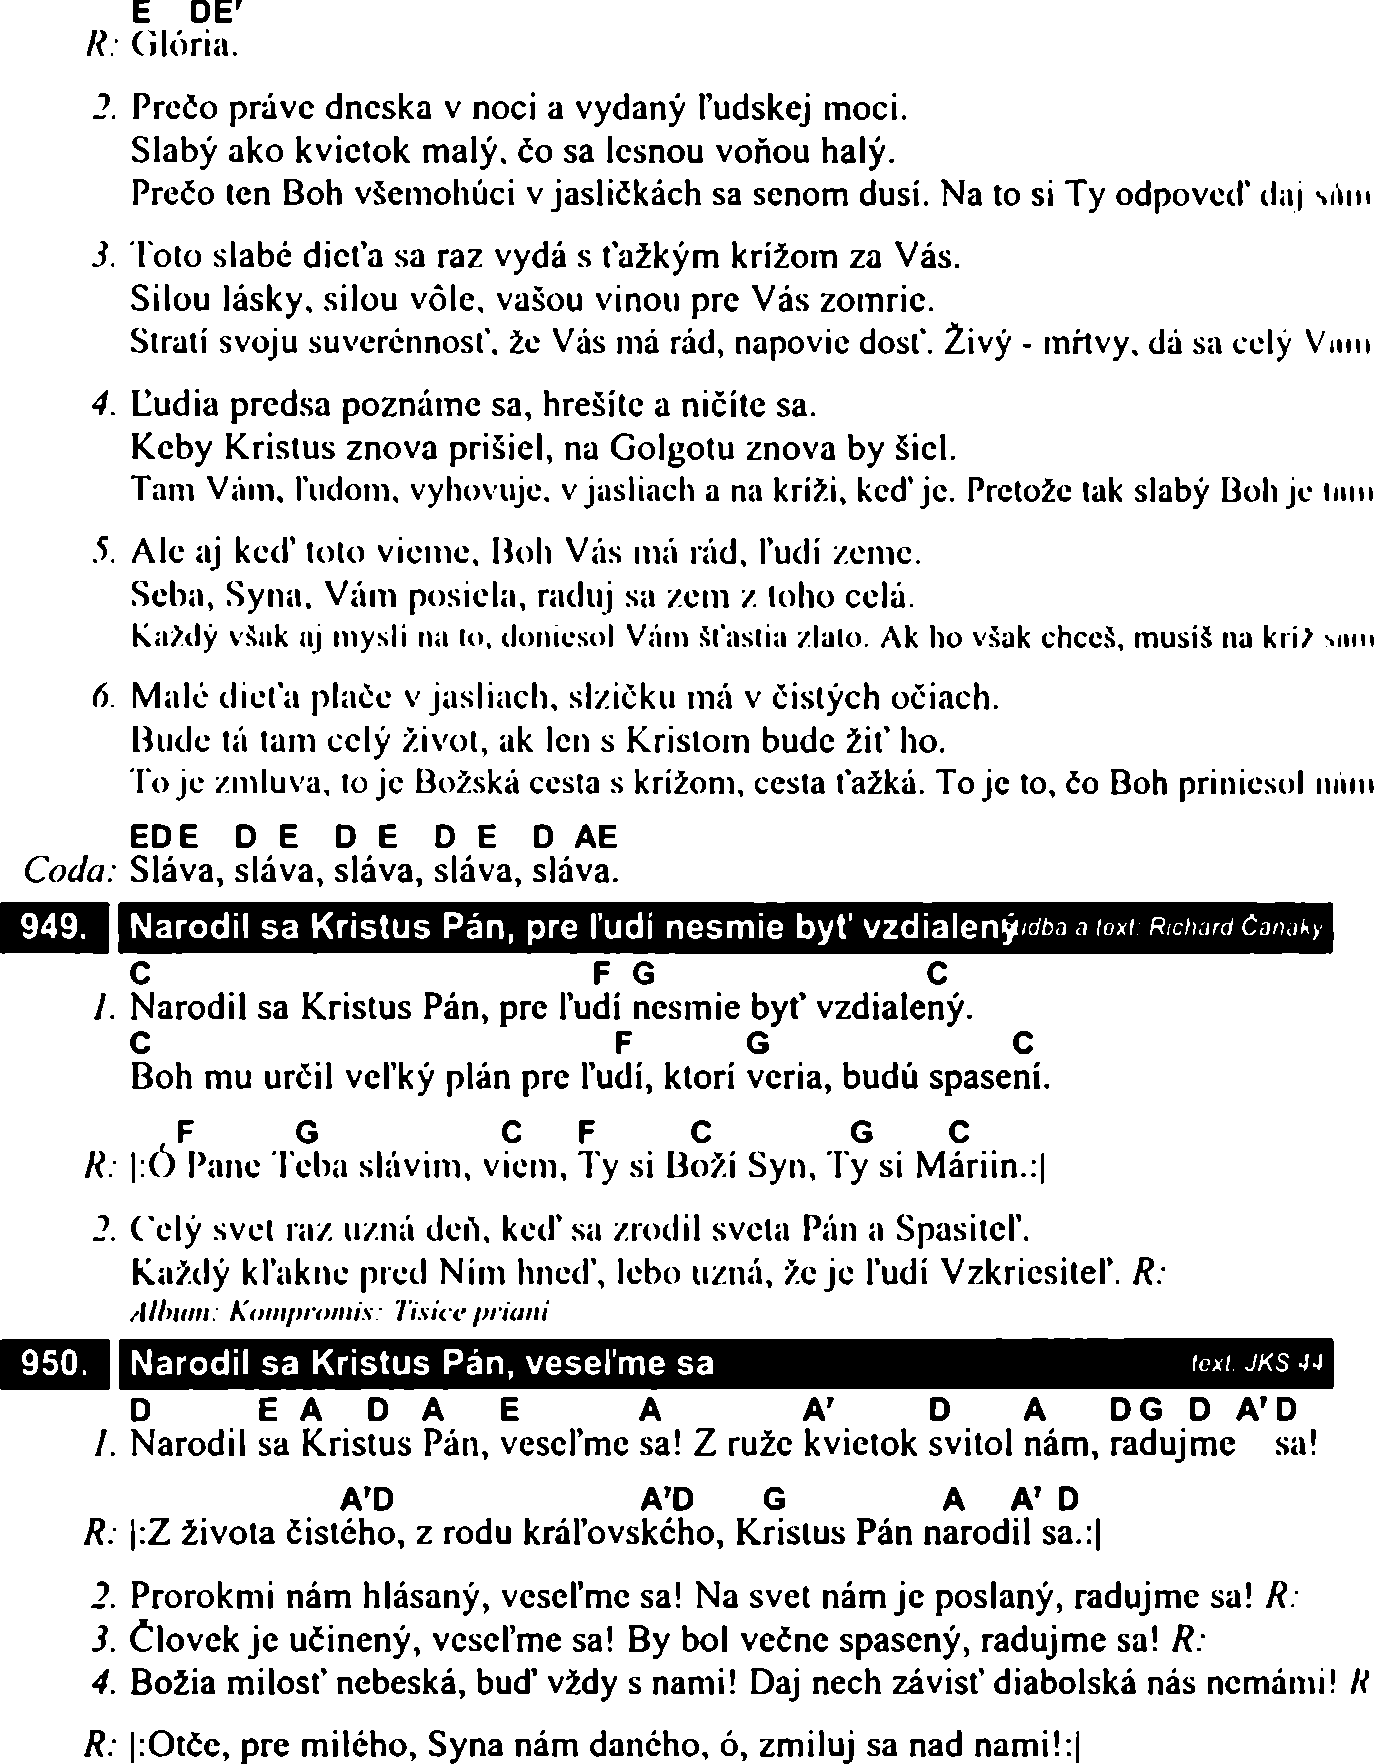 E DE'
R: Glória.
2. Prečo práve dneska v noci a vydaný ľudskej moci.
Slabý ako kvietok malý, čo sa lesnou voňou halý.
Prečo ten Boh všemohúci v jasličkách sa senom dusí. Na to si Ty odpoveď daj sám
3. Toto slabé dieťa sa raz vydá s ťažkým krížom za Vás.
Silou lásky, silou vôle, vašou vinou pre Vás zomrie.
Stratí svoju suverénnosť, že Vás má rád, napovie dosť. Živý - mŕtvy, dá sa celý Vam
4. Ľudia predsa poznáme sa, hrešíte a ničíte sa.
Keby Kristus znova prišiel, na Golgotu znova by šiel.
Tam Vám, ľudom, vyhovuje, v jasliach a na kríži, keď je. Pretože tak slabý Boh je tam
5. Ale aj keď toto vieme, Boh Vás má rád, ľudí zeme.
Seba, Syna, Vám posiela, raduj sa zem z toho celá.
Každý však aj myslí na to, doniesol Vám šťastia zlato. Ak ho však chceš, musíš na kríž sám
6. Malé dieťa plače v jasliach, slzičku má v čistých očiach.
Bude tá tam celý život, ak len s Kristom bude žiť ho.
To je zmluva, to je Božská cesta s krížom, cesta ťažká. To je to, čo Boh priniesol nám
EDE D E D E D E D AE
Coda: Sláva, sláva, sláva, sláva, sláva.
949. Narodil sa Kristus Pán, pre ľudí nesmie byť vzdialený udba a text: Richard Čanaky
C F G C
1. Narodil sa Kristus Pán, pre ľudí nesmie byť vzdialený.
C F G C
Boh mu určil veľký plán pre ľudí, ktorí veria, budú spasení.
F G C F C G C
R: |:Ó Pane Teba slávim, viem, Ty si Boží Syn, Ty si Máriin.:|
2. Celý svet raz uzná deň, keď sa zrodil sveta Pán a Spasiteľ.
Každý kľakne pred Ním hneď, lebo uzná, že je ľudí Vzkriesiteľ. R:
Album: Kompromis: Tisíce prianí
950. Narodil sa Kristus Pán, veseľme sa text: JKS 44
D E A D A E A A' D A D G D A' D
1. Narodil sa Kristus Pán, veseľme sa! Z ruže kvietok svitol nám, radujme sa!
A'D A'D G A A' D
R: |:Z života čistého, z rodu kráľovského, Kristus Pán narodil sa.:|
2. Prorokmi nám hlásaný, veseľme sa! Na svet nám je poslaný, radujme sa! R:
3. Človek je učinený, veseľme sa! By bol večne spasený, radujme sa! R:
4. Božia milosť nebeská, buď vždy s nami! Daj nech závisť diabolská nás nemámi! R
R: |:Otče, pre milého, Syna nám daného, ó, zmiluj sa nad nami!:|